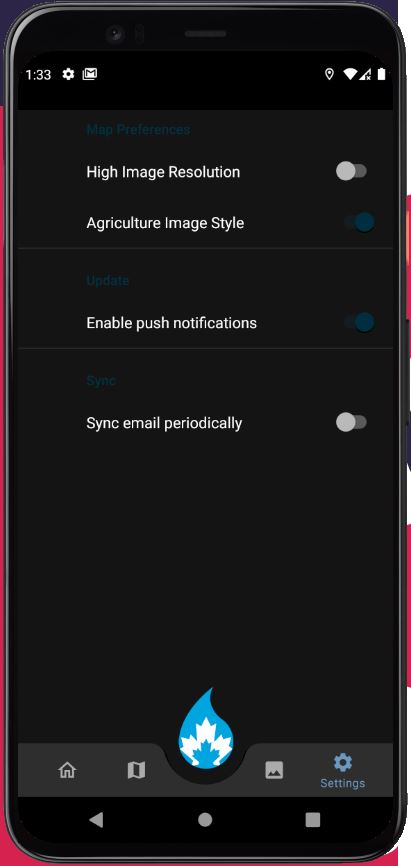 1:33
Map Preferences
High Image Resolution
Agriculture Image Style
Update
Enable push notifications
Sync
Sync email periodically
Settings